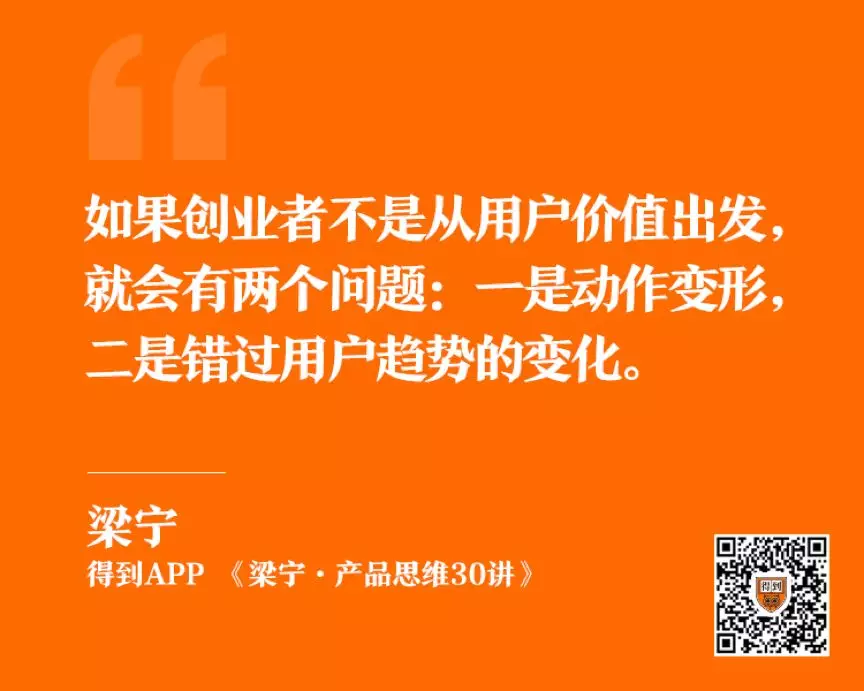 如果创业者不是从用户价值出发，
就会有两个问题：一是动作变形，
二是错过用户趋势的变化。
梁宁
得到APP 《梁宁·产品思维30讲》
得到